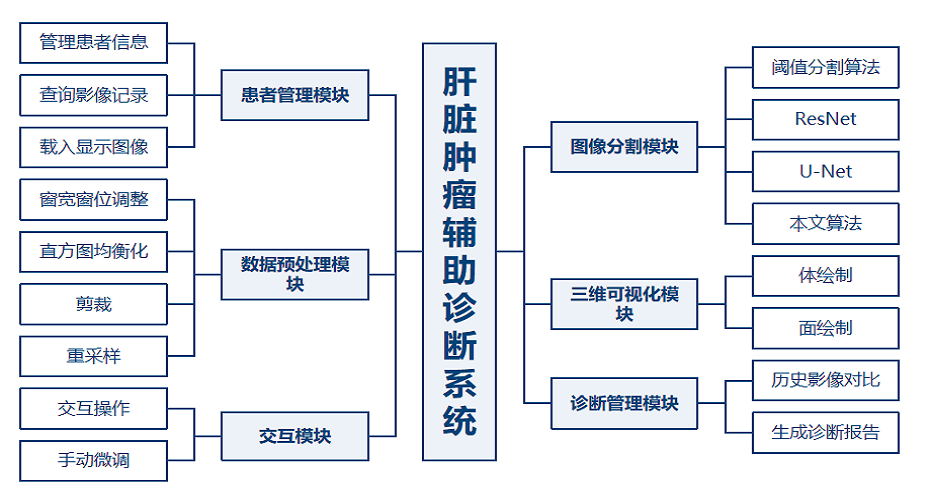 管理患者信息
查询影像记录
载入显示图像
患者管理模块
窗宽窗位调整
直方图均衡化
剪裁
重采样
数据预处理模
块
交互操作
手动微调
交互模块
肝脏肿瘤辅助诊断系统
图像分割模块
阈值分割算法
ResNet
U-Net
本文算法
三维可视化模
块
体绘制
面绘制
诊断管理模块
历史影像对比
生成诊断报告